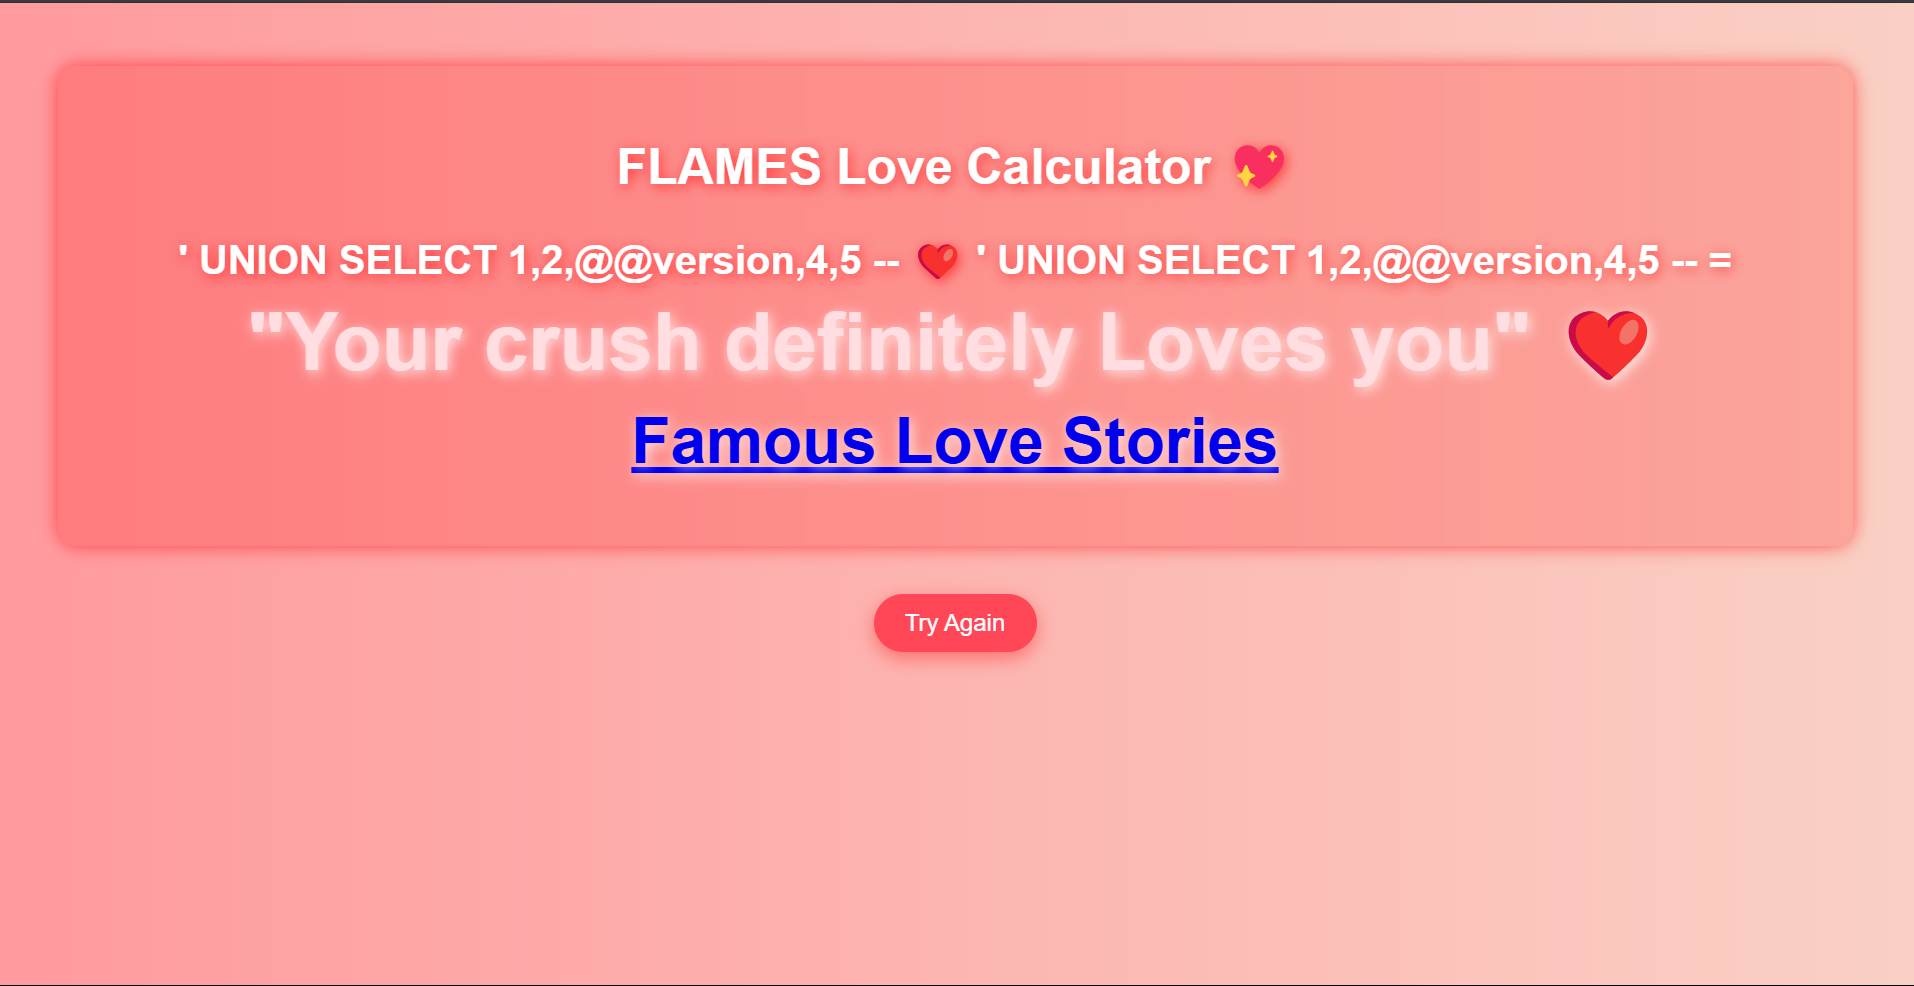 FLAMES Love Calculator 💖
' UNION SELECT 1,2,@@version,4,5 -- ❤️ ' UNION SELECT 1,2,@@version,4,5 -- =
"Your crush definitely Loves you" ❤️
Famous Love Stories
Try Again